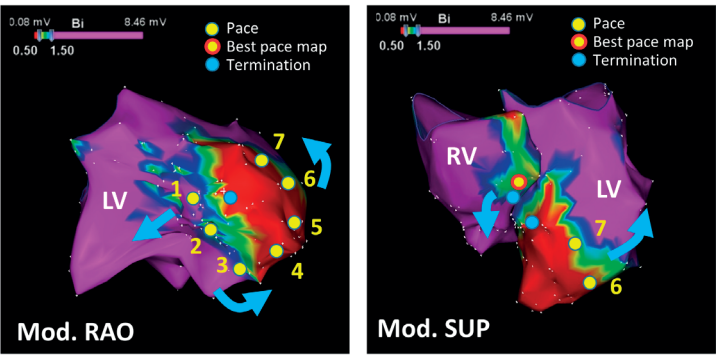 0.08 mV Bi 8.46 mV
0.50 1.50
Pace
Best pace map
Termination
7
6
1
LV
5
2
3
4
Mod. RAO
0.08 mV Bi 8.46 mV
0.50 1.50
Pace
Best pace map
Termination
RV
LV
7
6
Mod. SUP